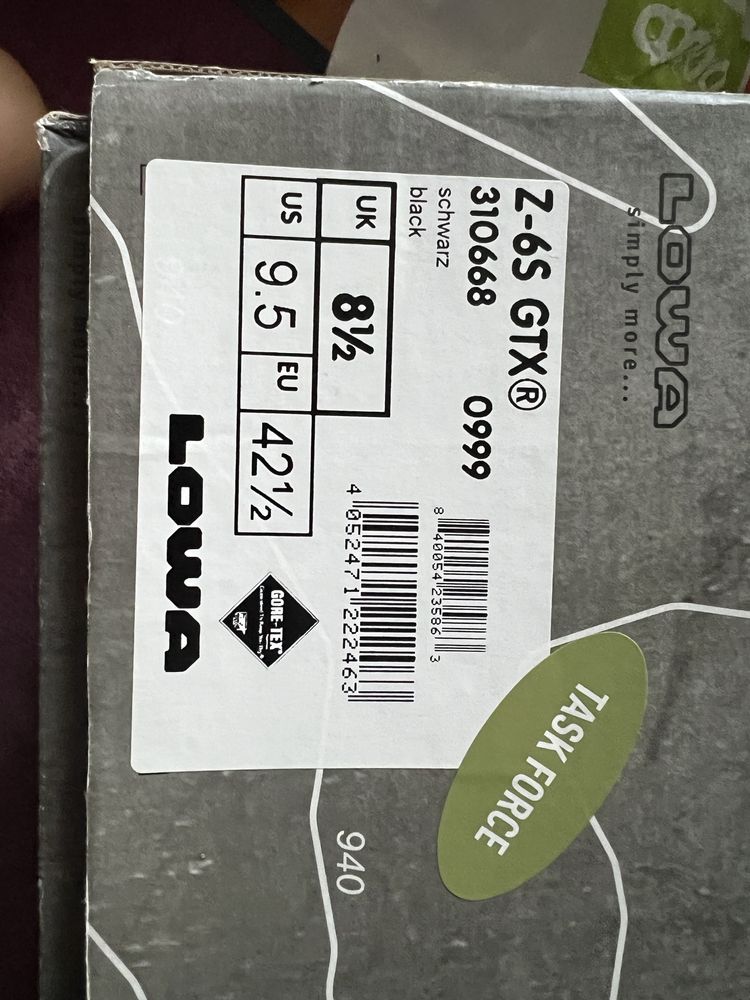 LOWA
simply more...
Z-6S GTX®
310668 0999
schwarz
black
UK 8½
US 9.5 EU 42½
8 40054 23586 3
4 052471 222463
GORE-TEX
LOWA
TASK FORCE
940